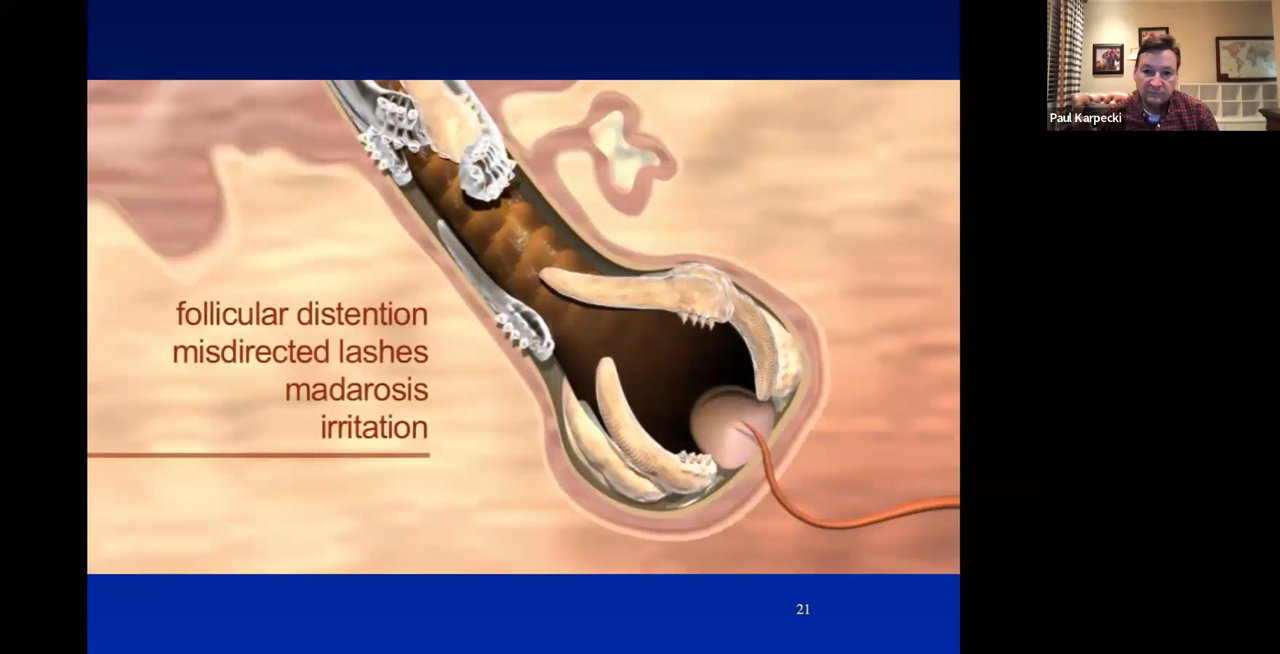 Paul Karpecki
follicular distention
misdirected lashes
madarosis
irritation
21